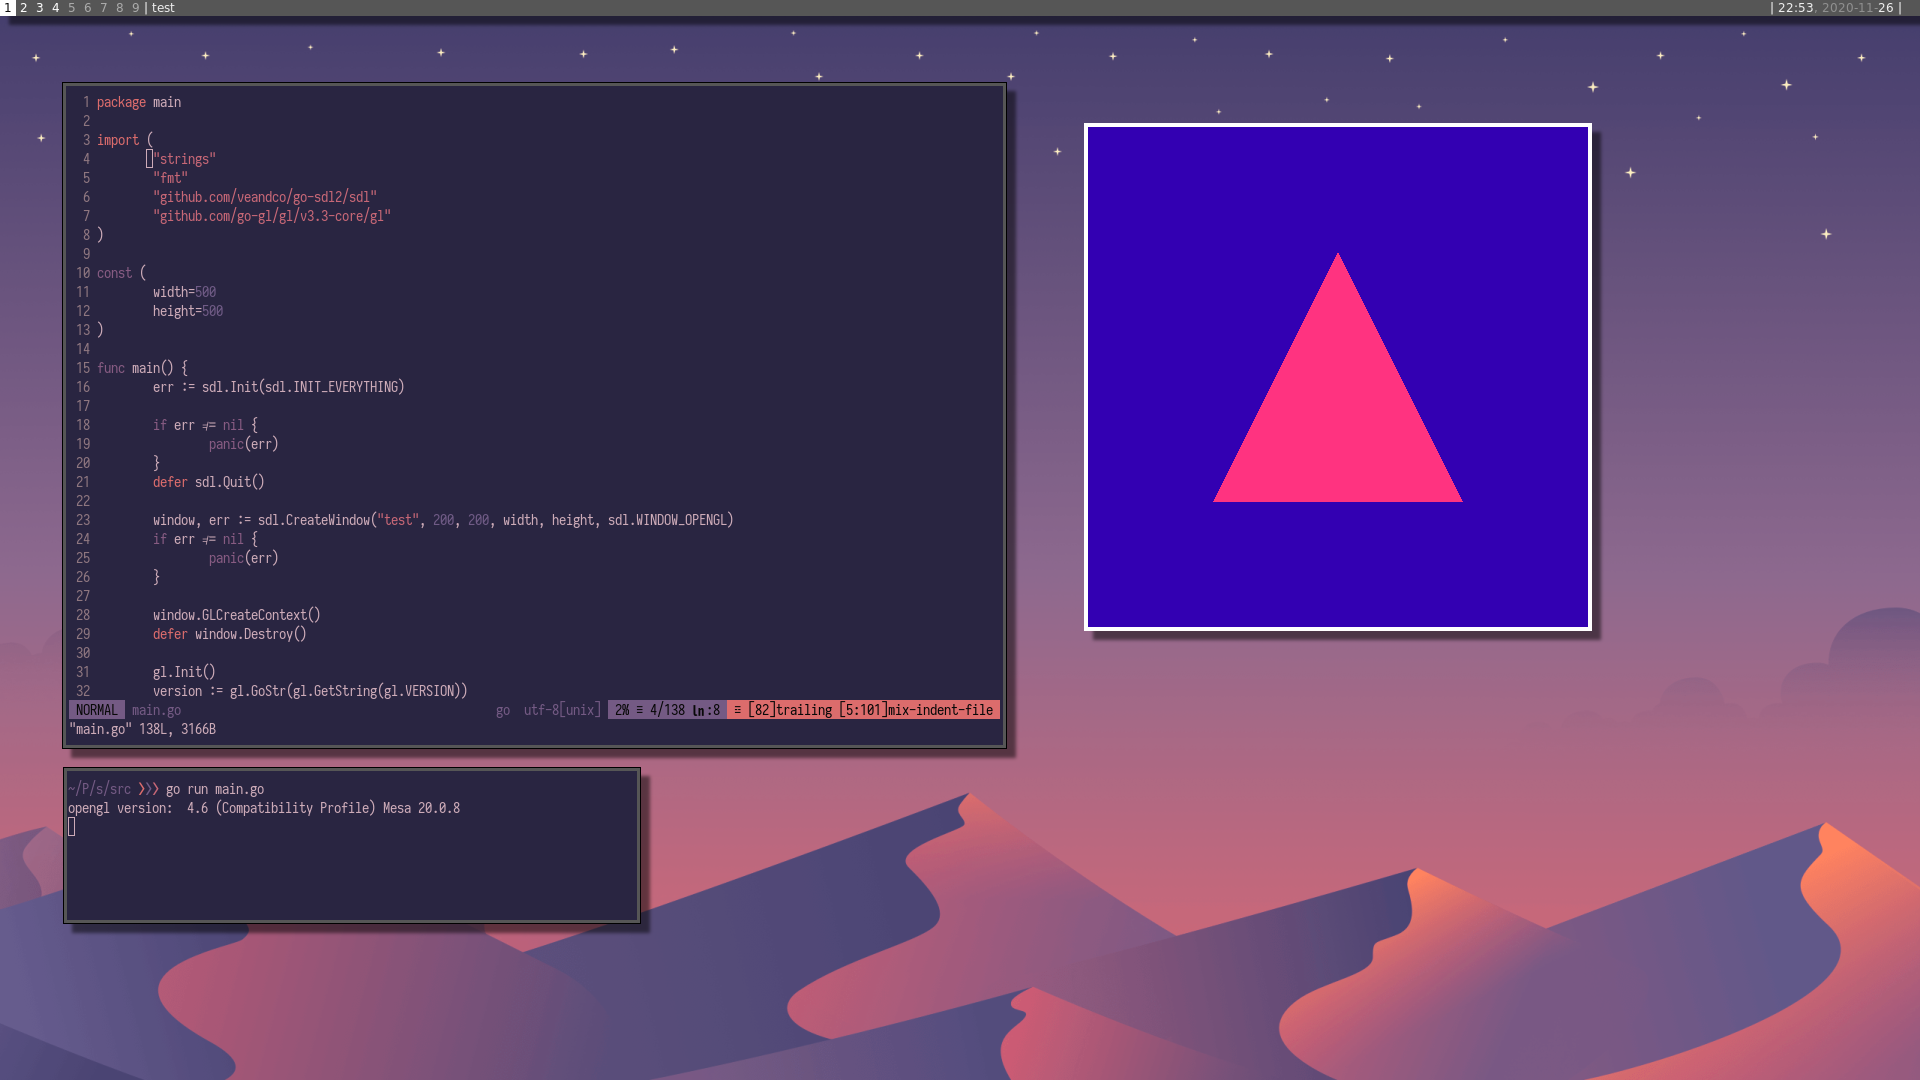 1 2 3 4 5 6 7 8 9 | test
| 22:53, 2020-11-26 |
1 package main
2
3 import (
4 "strings"
5 "fmt"
6 "github.com/veandco/go-sdl2/sdl"
7 "github.com/go-gl/gl/v3.3-core/gl"
8 )
9
10 const (
11 width=500
12 height=500
13 )
14
15 func main() {
16 err := sdl.Init(sdl.INIT_EVERYTHING)
17
18 if err ≠ nil {
19 panic(err)
20 }
21 defer sdl.Quit()
22
23 window, err := sdl.CreateWindow("test", 200, 200, width, height, sdl.WINDOW_OPENGL)
24 if err ≠ nil {
25 panic(err)
26 }
27
28 window.GLCreateContext()
29 defer window.Destroy()
30
31 gl.Init()
32 version := gl.GoStr(gl.GetString(gl.VERSION))
NORMAL main.go go utf-8[unix] 2% ≡ 4/138 ln:8 ≡ [82]trailing [5:101]mix-indent-file
"main.go" 138L, 3166B
~/P/s/src ❯❯❯ go run main.go
opengl version: 4.6 (Compatibility Profile) Mesa 20.0.8